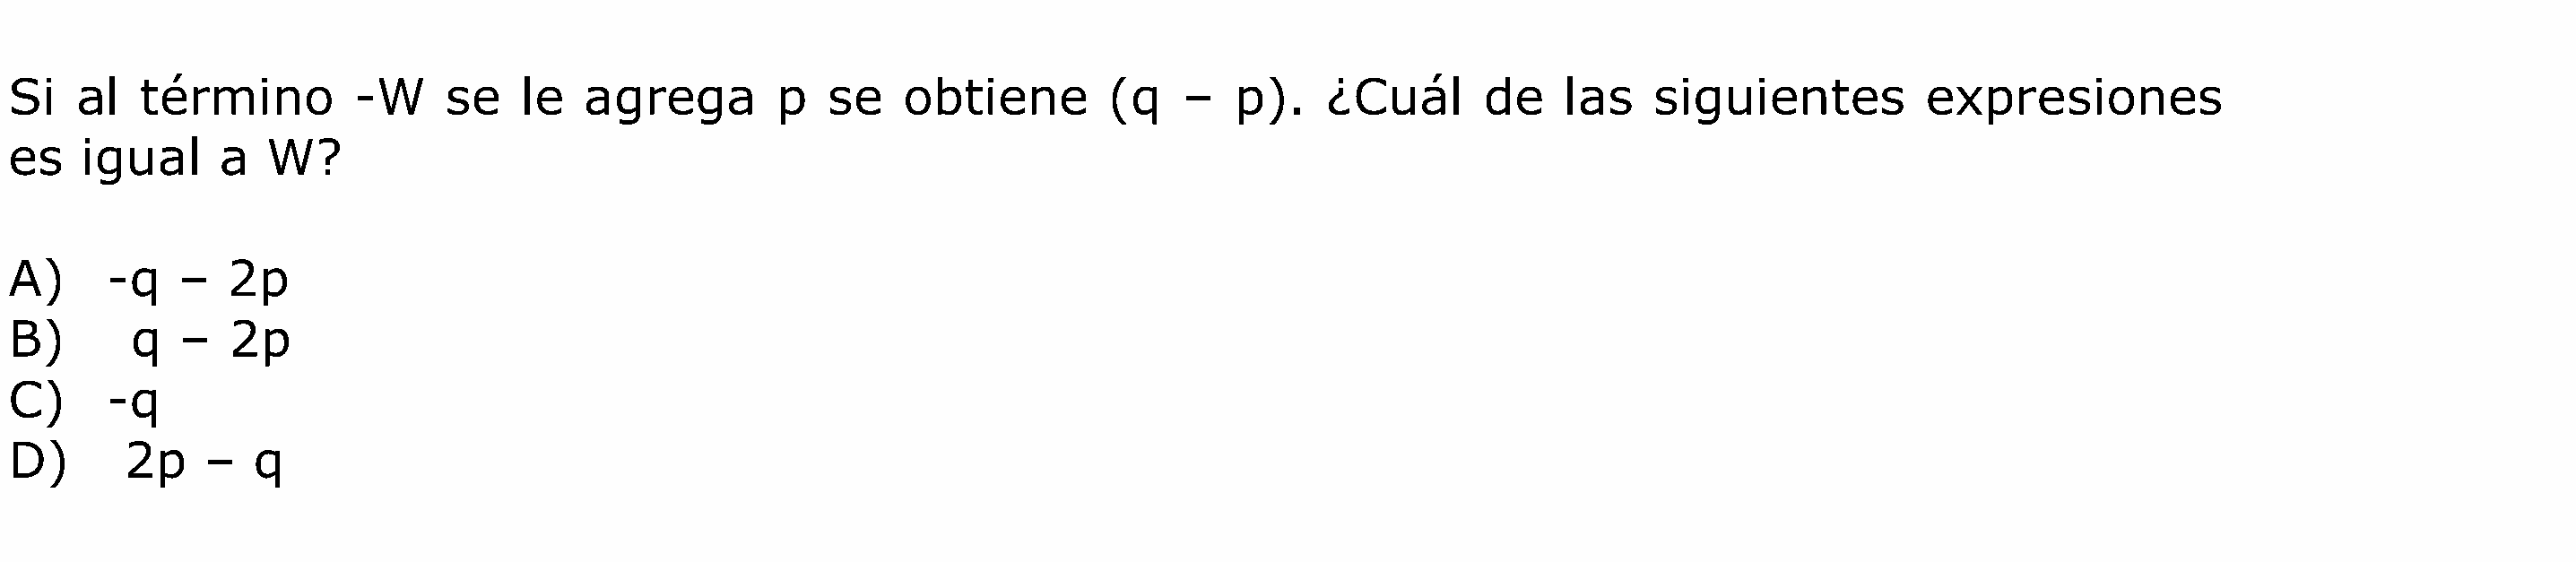 Si al término -W se le agrega p se obtiene (q – p). ¿Cuál de las siguientes expresiones
es igual a W?
A) -q – 2p
B) q – 2p
C) -q
D) 2p – q